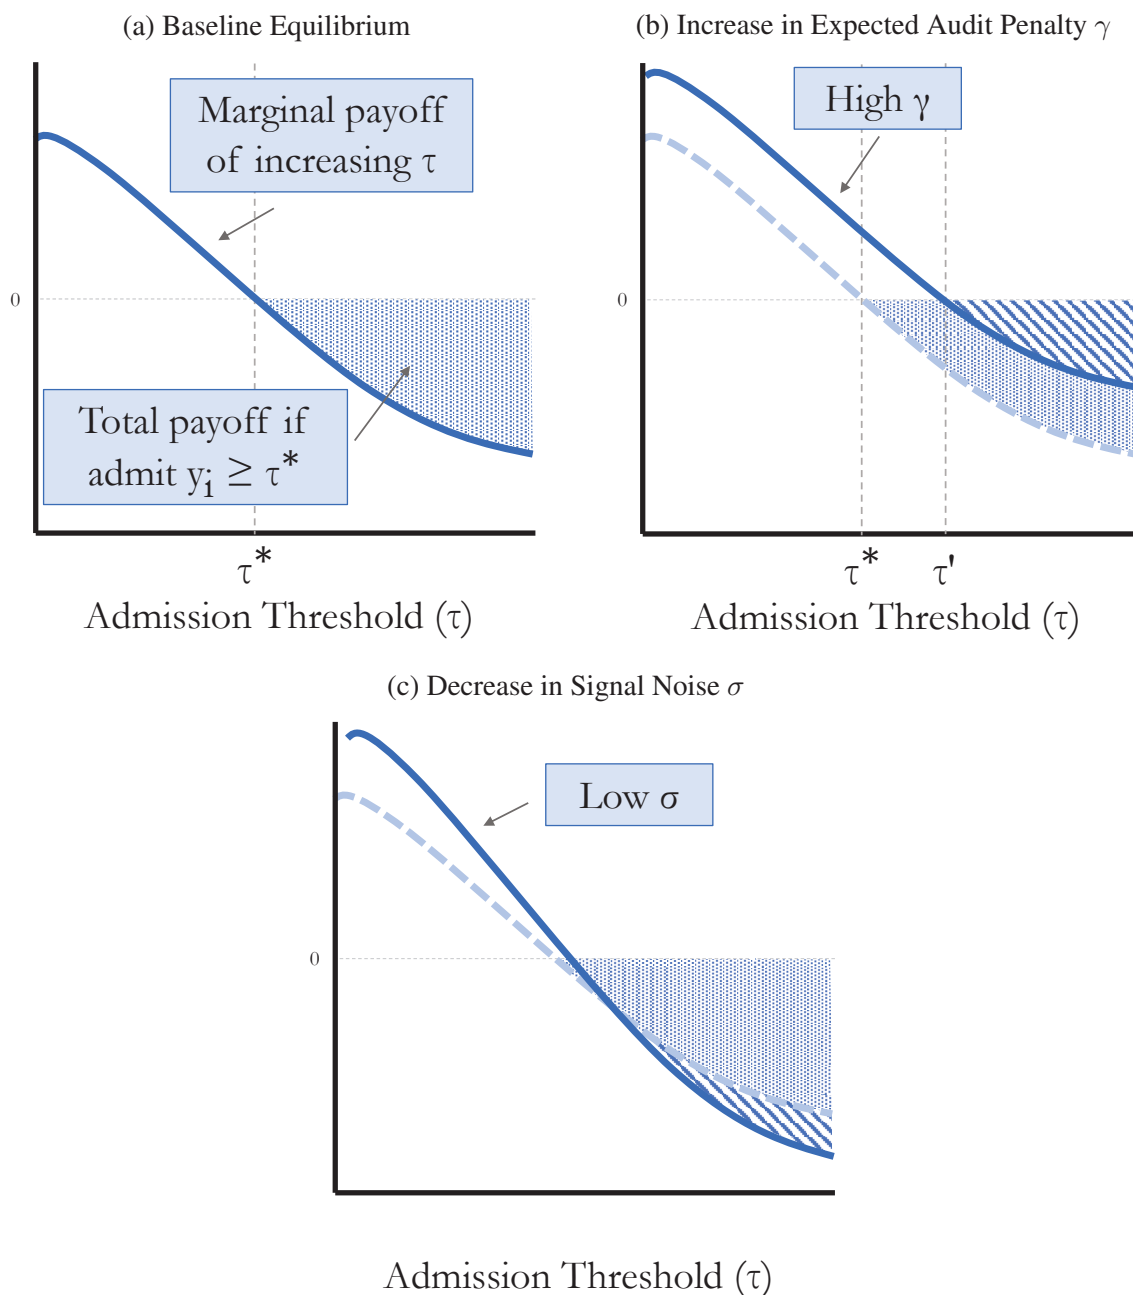 (a) Baseline Equilibrium
Marginal payoff
of increasing τ
0
Total payoff if
admit yᵢ ≥ τ*
τ*
Admission Threshold (τ)
(b) Increase in Expected Audit Penalty γ
High γ
0
τ*
τ'
Admission Threshold (τ)
(c) Decrease in Signal Noise σ
Low σ
0
Admission Threshold (τ)